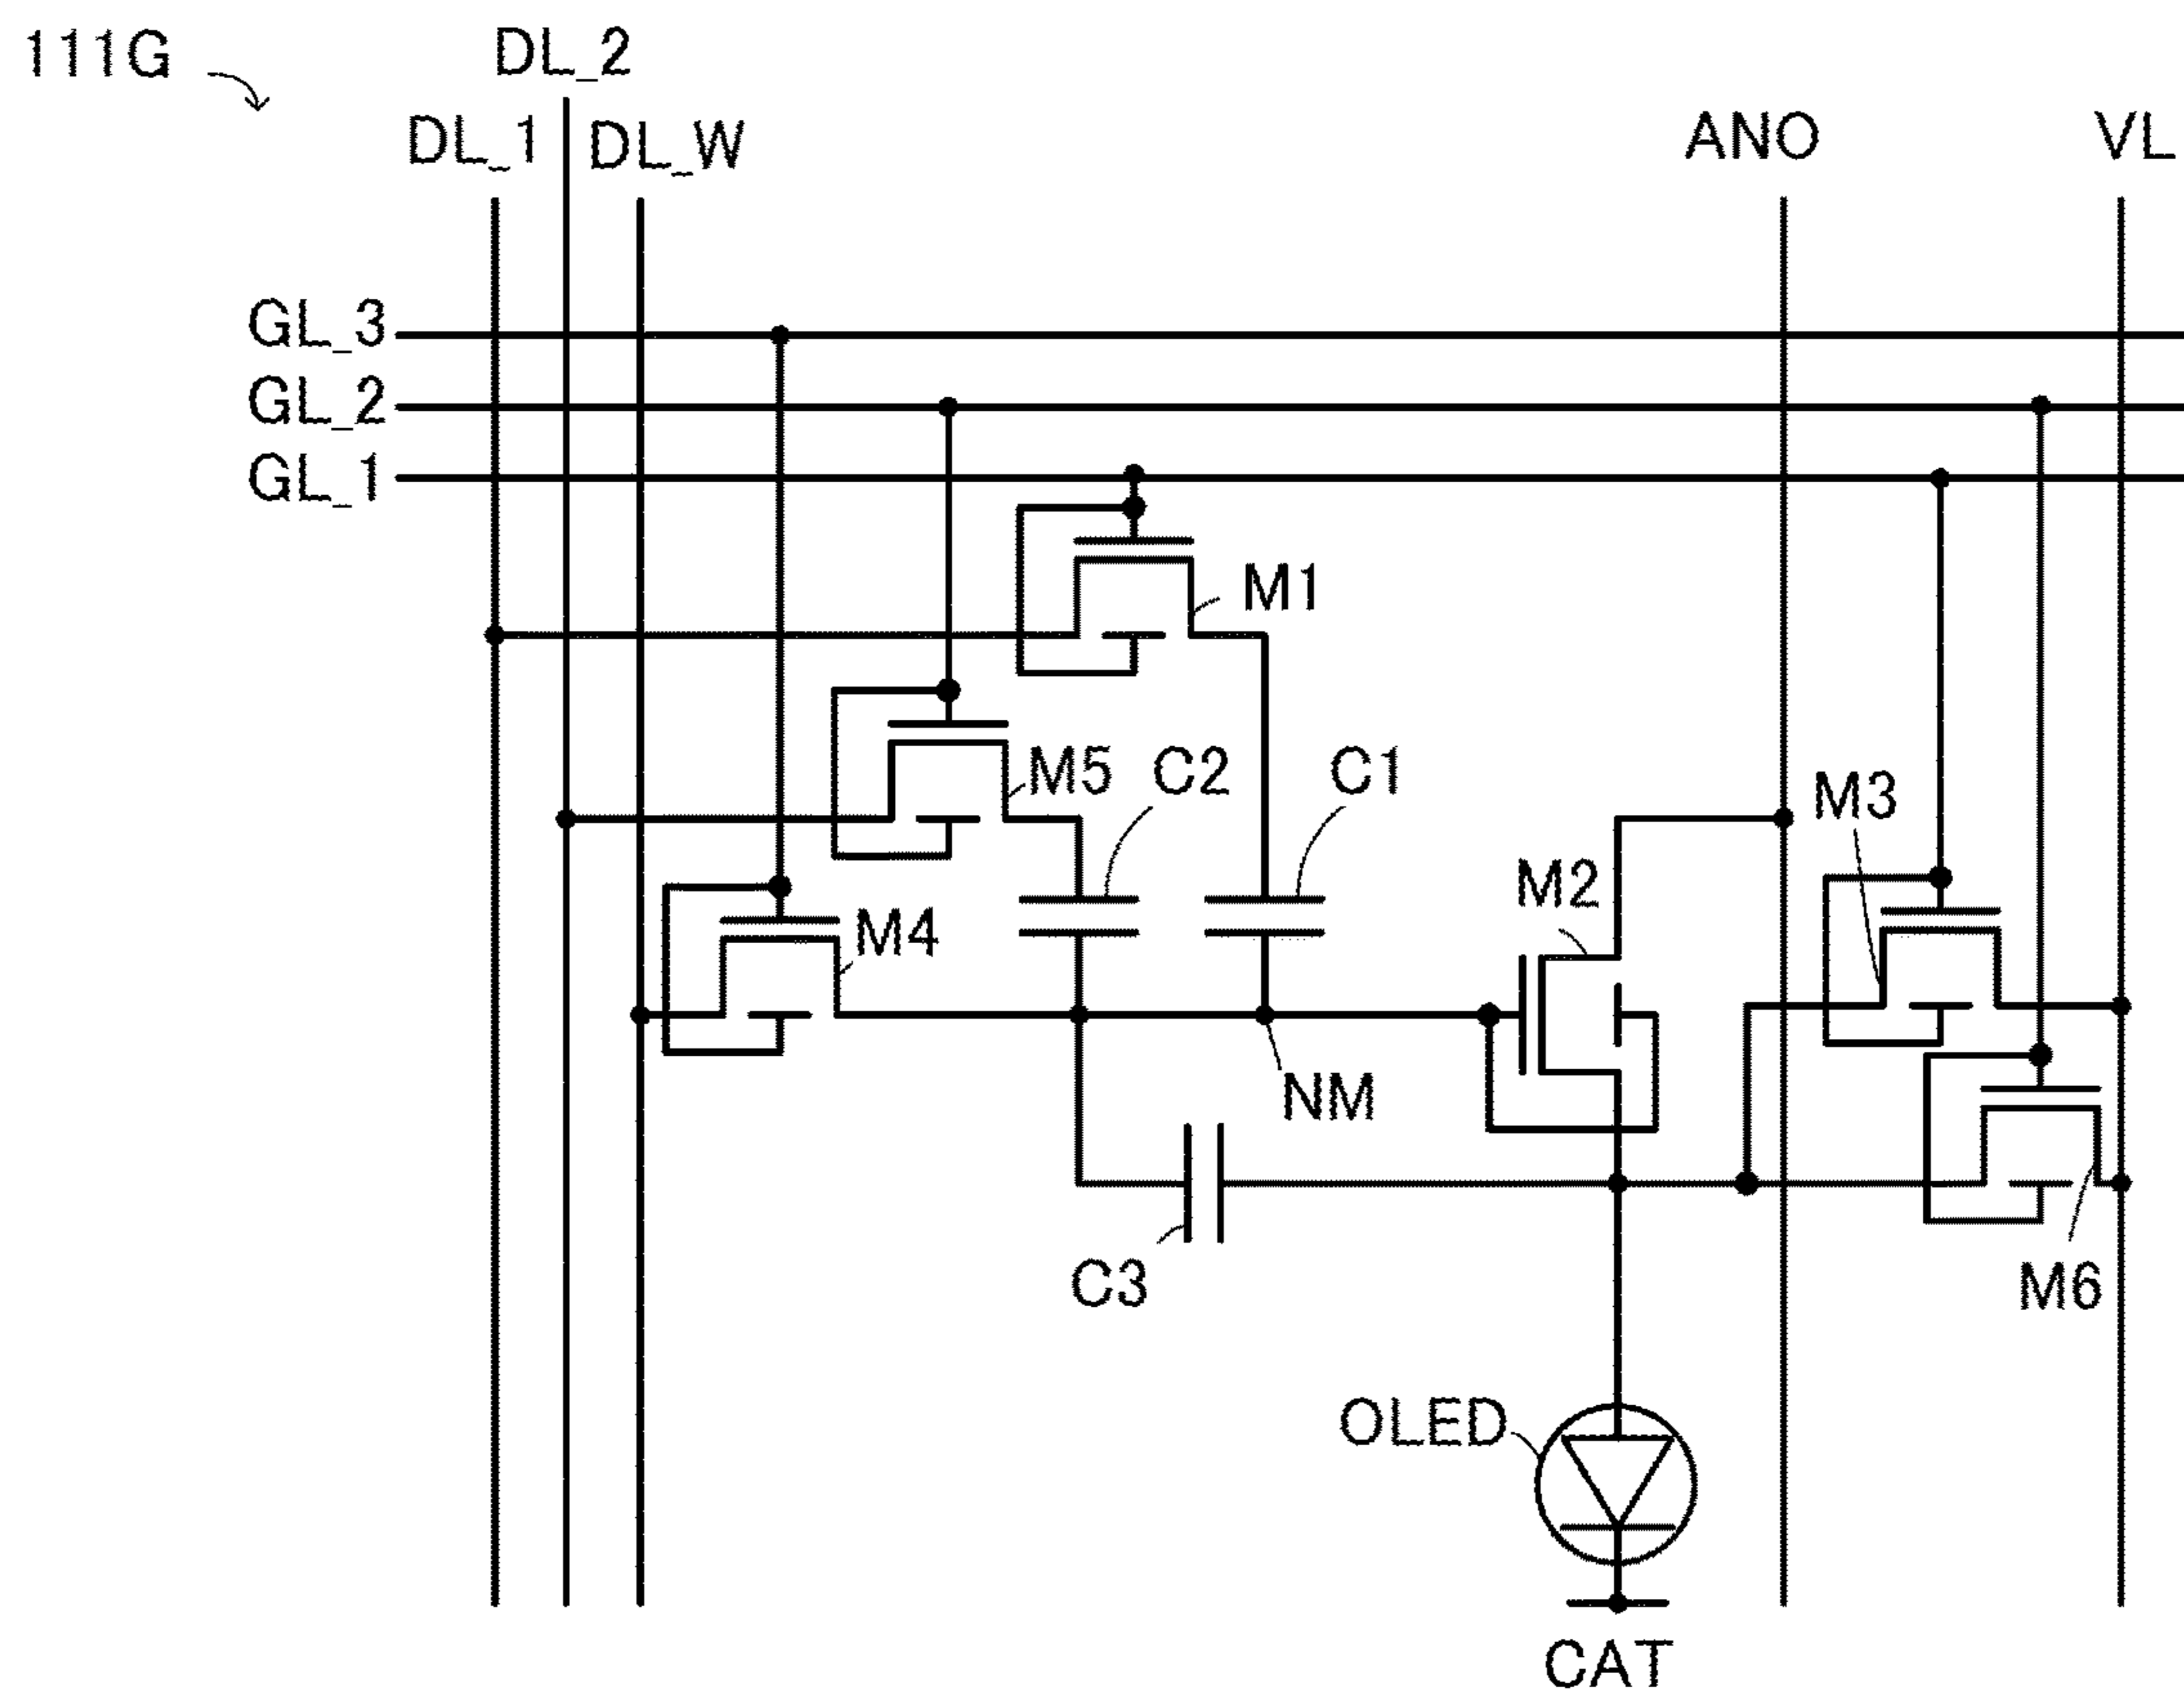 111G
DL_2
DL_1
DL_W
ANO
VL
GL_3
GL_2
GL_1
M1
M5
C2
C1
M3
M2
M4
NM
C3
M6
OLED
CAT